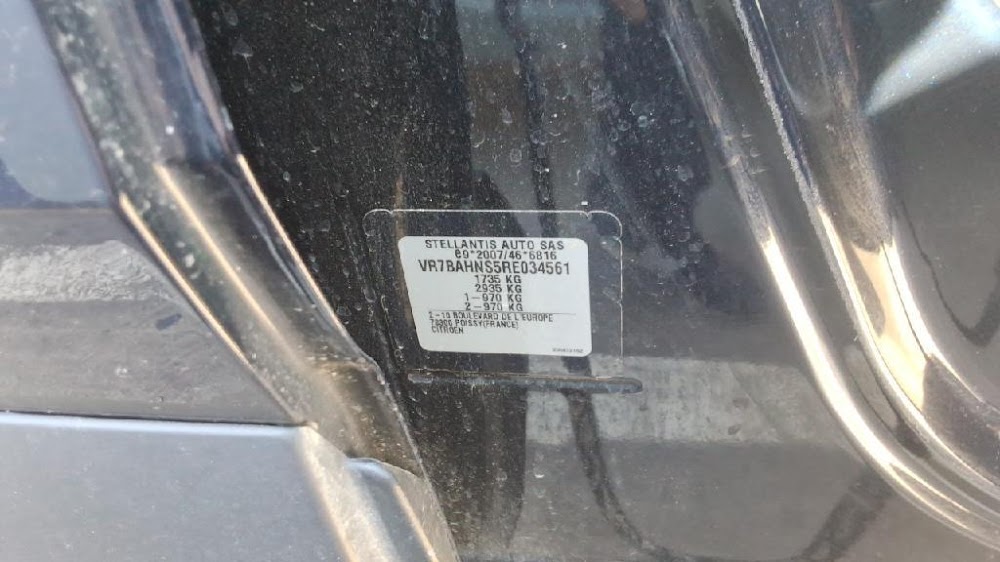 STELLANTIS AUTO SAS
e9*2007/46*6816
VR7BAHNS5RE034561
1735 KG
2935 KG
1-970 KG
2-970 KG
2-10 BOULEVARD DE L'EUROPE
78300 POISSY(FRANCE)
CITROEN